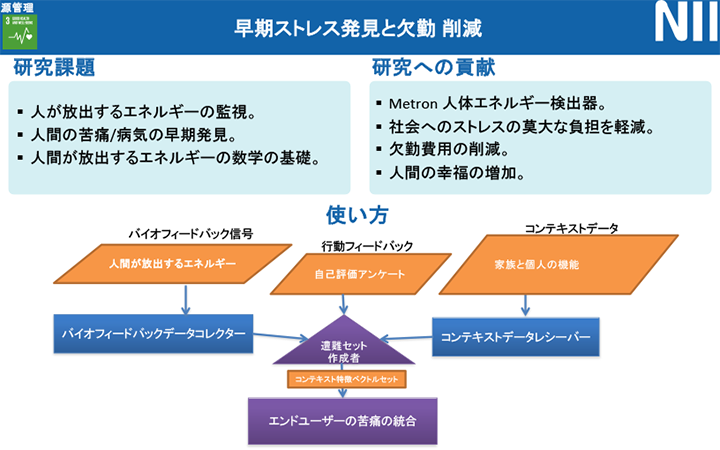 源管理
3 GOOD HEALTH AND WELL-BEING
早期ストレス発見と欠勤 削減
NII
研究課題
▪ 人が放出するエネルギーの監視。
▪ 人間の苦痛/病気の早期発見。
▪ 人間が放出するエネルギーの数学の基礎。
研究への貢献
▪ Metron 人体エネルギー検出器。
▪ 社会へのストレスの莫大な負担を軽減。
▪ 欠勤費用の削減。
▪ 人間の幸福の増加。
使い方
バイオフィードバック信号
行動フィードバック
コンテキストデータ
人間が放出するエネルギー
自己評価アンケート
家族と個人の機能
バイオフィードバックデータコレクター
遭難セット
作成者
コンテキストデータレシーバー
コンテキスト特徴ベクトルセット
エンドユーザーの苦痛の統合